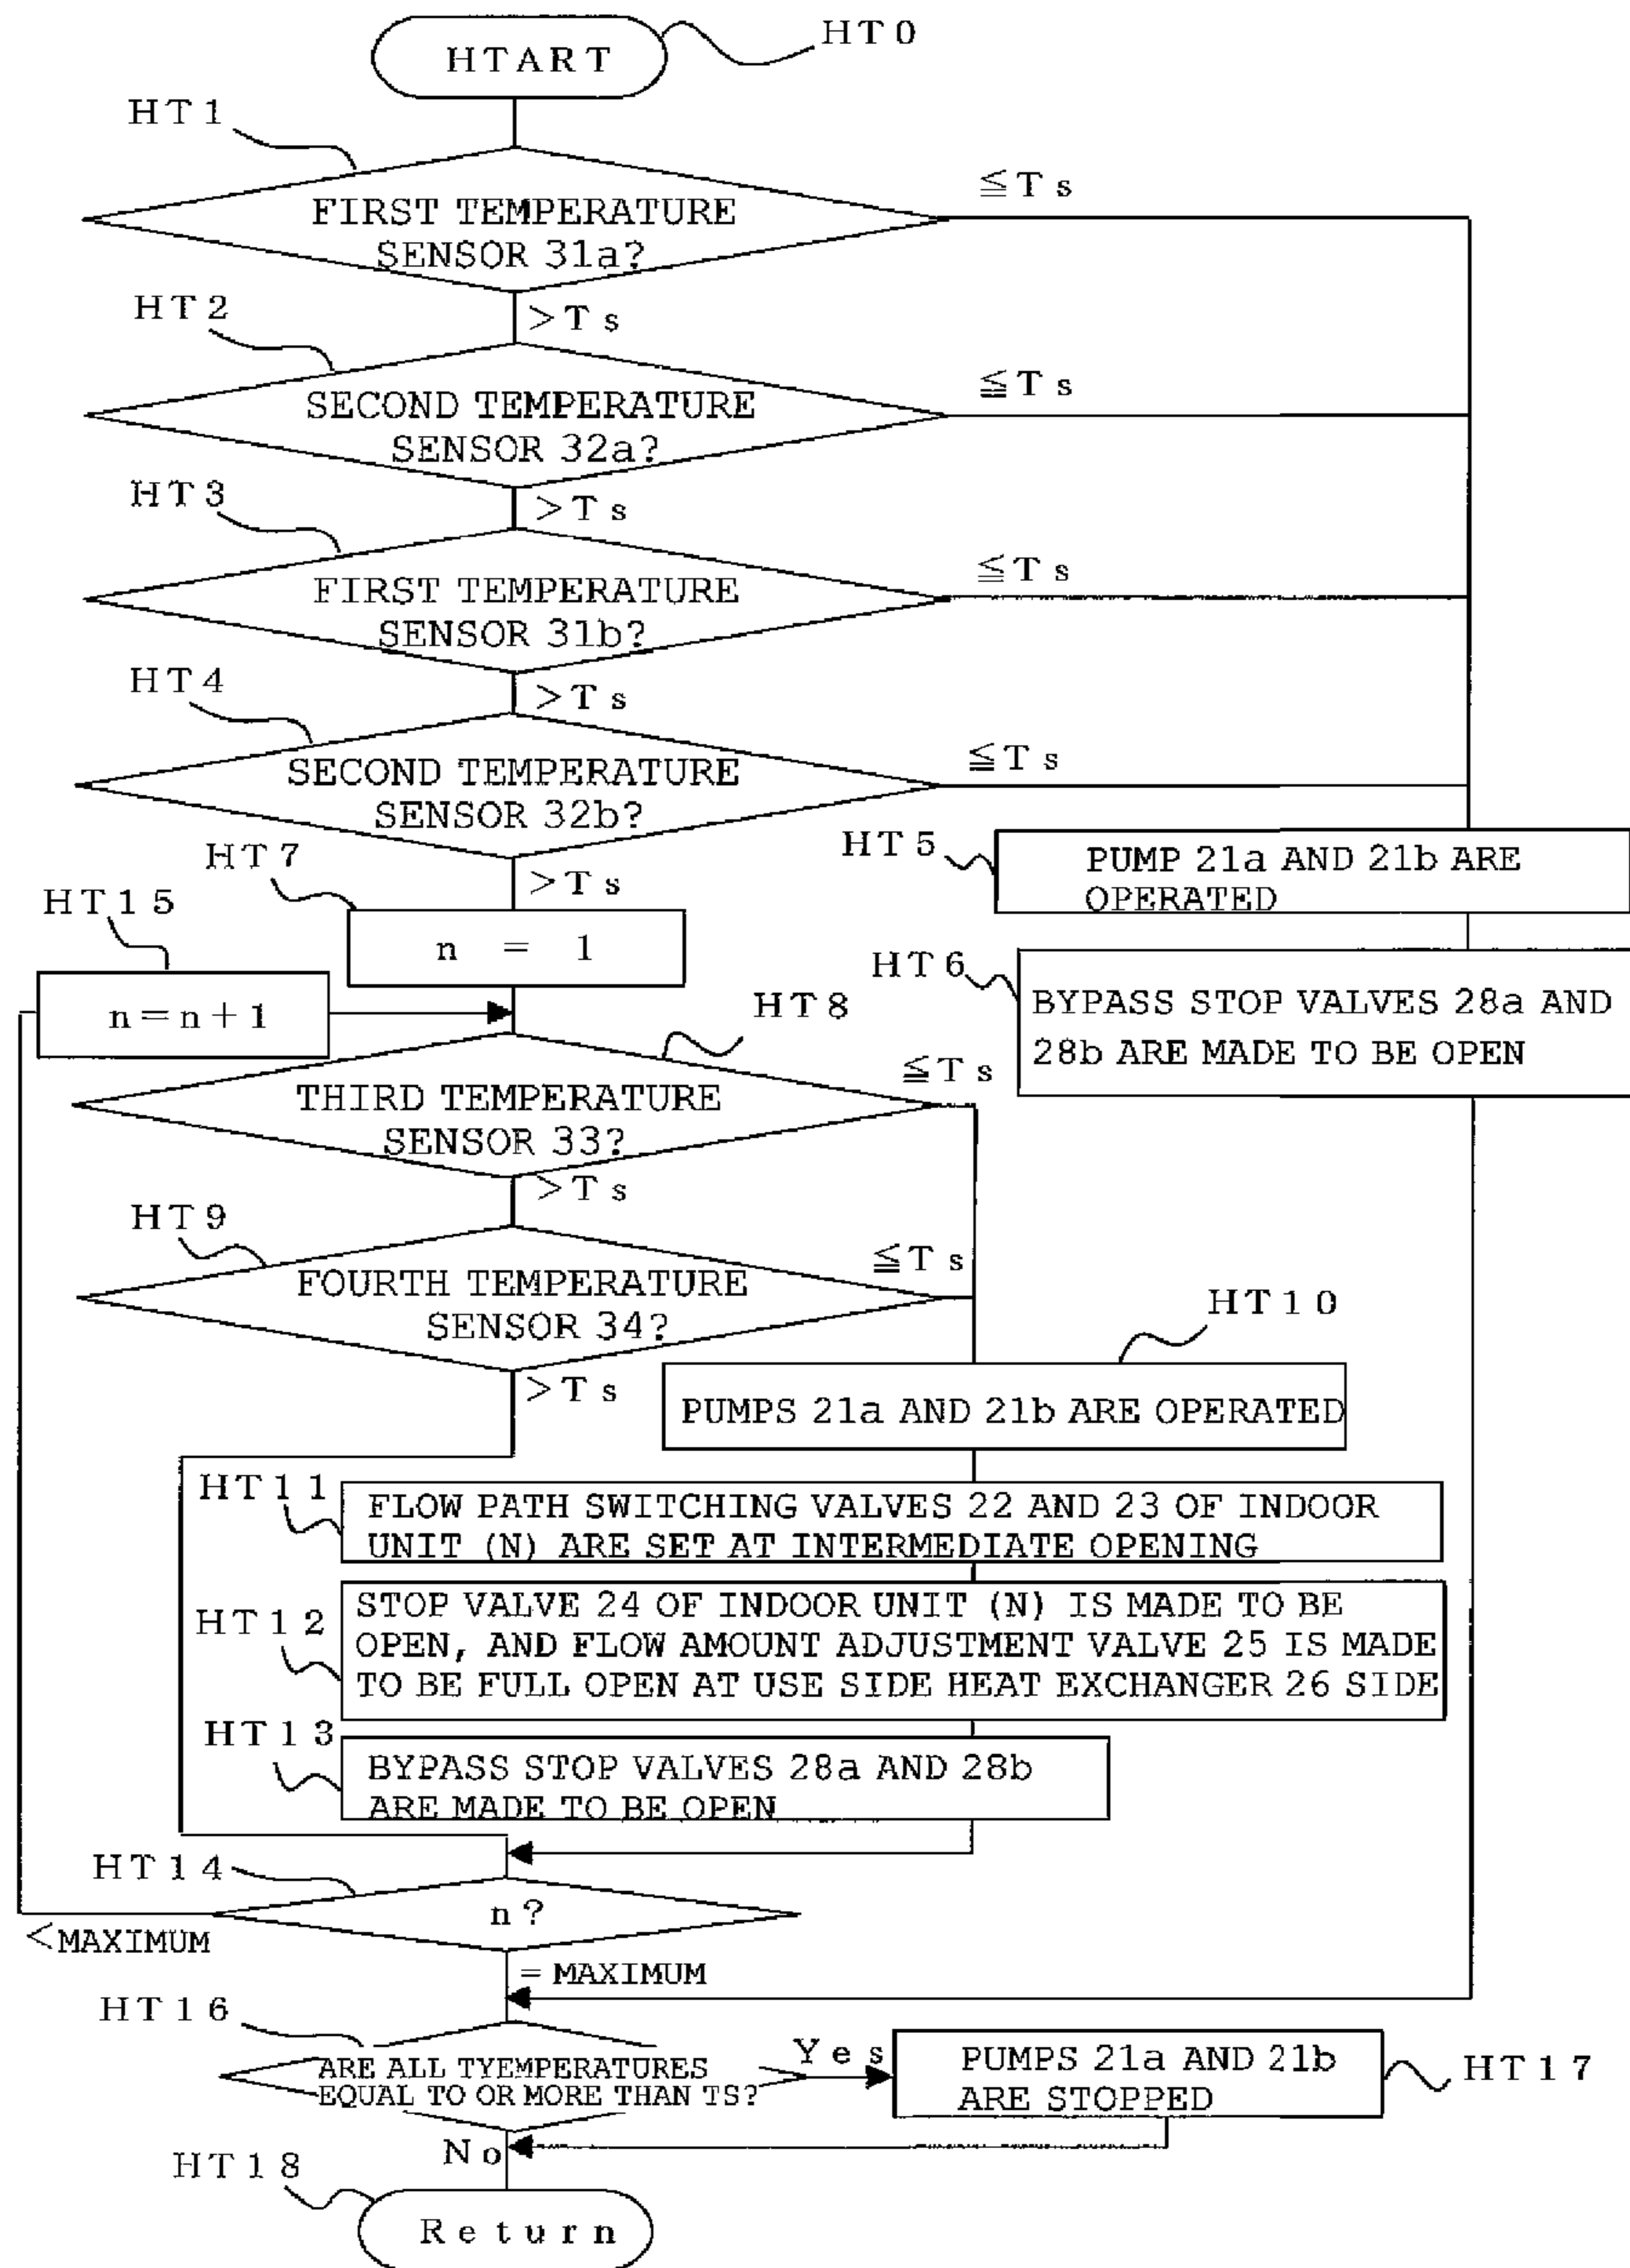 HTART
HT0
HT1
FIRST TEMPERATURE
SENSOR 31a?
≦Ts
>Ts
HT2
SECOND TEMPERATURE
SENSOR 32a?
≦Ts
>Ts
HT3
FIRST TEMPERATURE
SENSOR 31b?
≦Ts
>Ts
HT4
SECOND TEMPERATURE
SENSOR 32b?
≦Ts
>Ts
HT5
PUMP 21a AND 21b ARE
OPERATED
HT6
BYPASS STOP VALVES 28a AND
28b ARE MADE TO BE OPEN
HT7
n = 1
HT15
n=n+1
HT8
THIRD TEMPERATURE
SENSOR 33?
≦Ts
>Ts
HT9
FOURTH TEMPERATURE
SENSOR 34?
≦Ts
>Ts
HT10
PUMPS 21a AND 21b ARE OPERATED
HT11
FLOW PATH SWITCHING VALVES 22 AND 23 OF INDOOR
UNIT (N) ARE SET AT INTERMEDIATE OPENING
HT12
STOP VALVE 24 OF INDOOR UNIT (N) IS MADE TO BE
OPEN, AND FLOW AMOUNT ADJUSTMENT VALVE 25 IS MADE
TO BE FULL OPEN AT USE SIDE HEAT EXCHANGER 26 SIDE
HT13
BYPASS STOP VALVES 28a AND 28b
ARE MADE TO BE OPEN
HT14
n?
<MAXIMUM
=MAXIMUM
HT16
ARE ALL TYEMPERATURES
EQUAL TO OR MORE THAN TS?
Yes
PUMPS 21a AND 21b
ARE STOPPED
HT17
No
HT18
Return